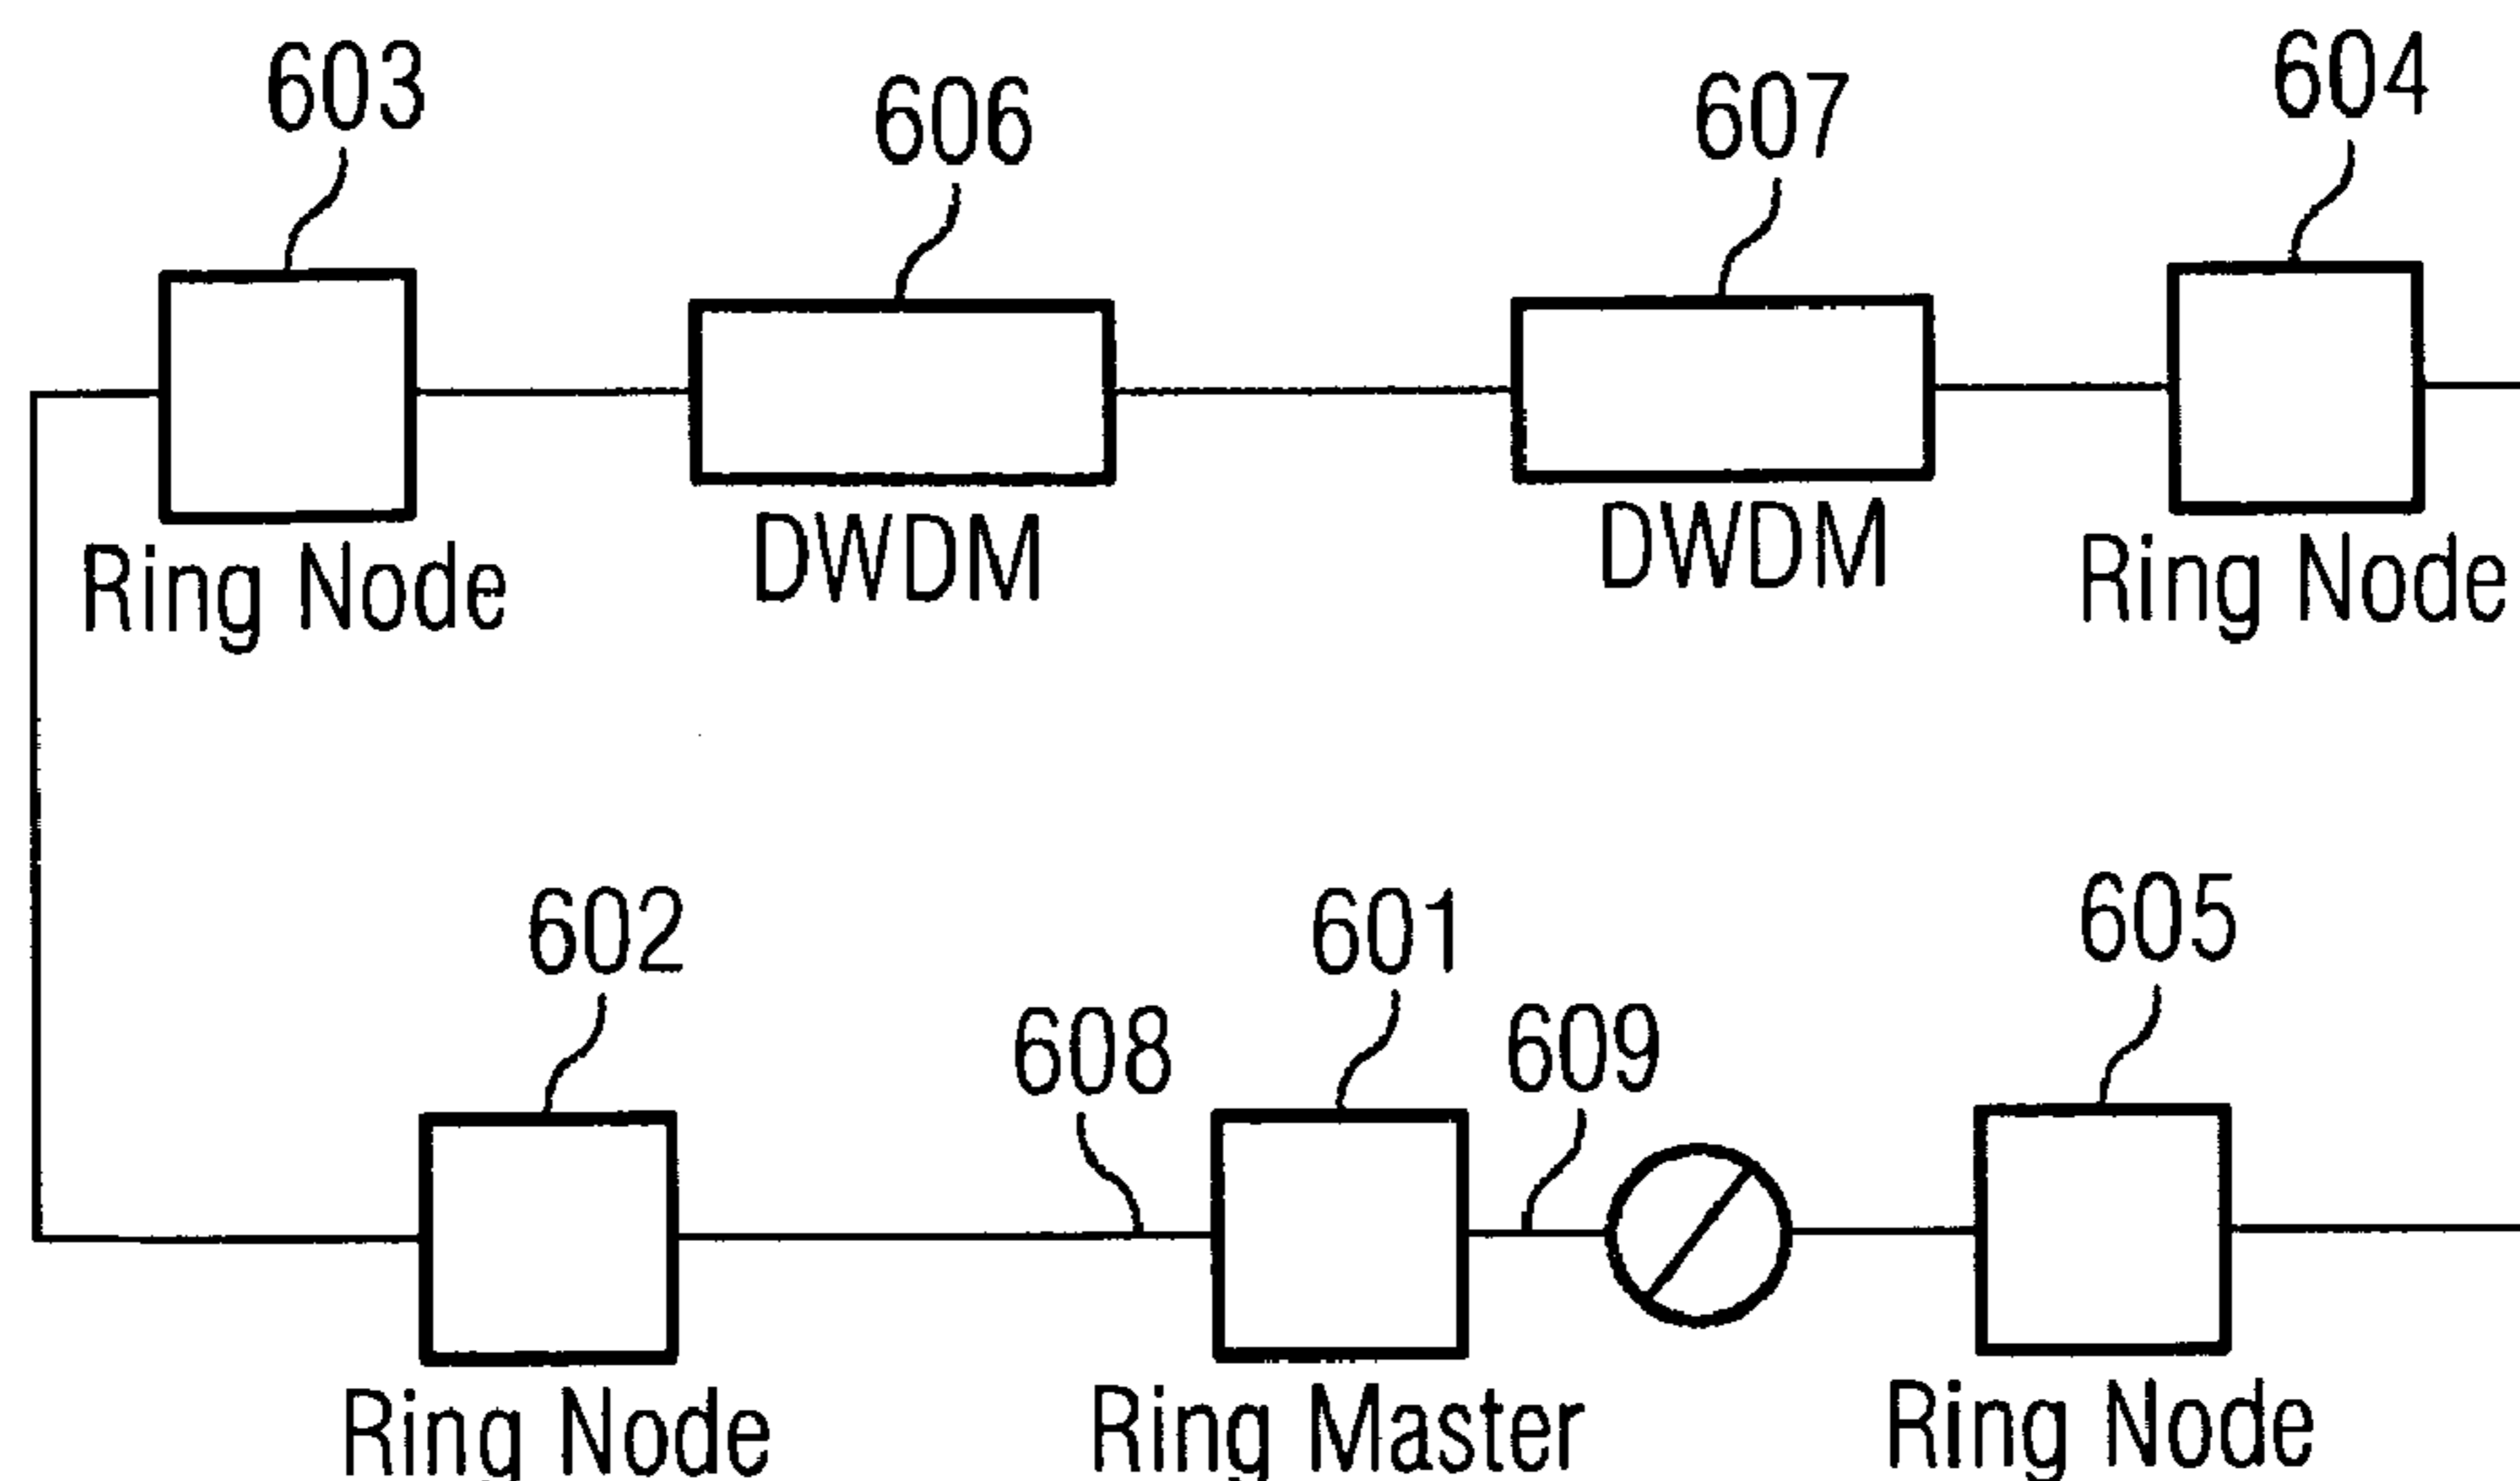 603
606
607
604
Ring Node
DWDM
DWDM
Ring Node
602
608
601
609
605
Ring Node
Ring Master
Ring Node